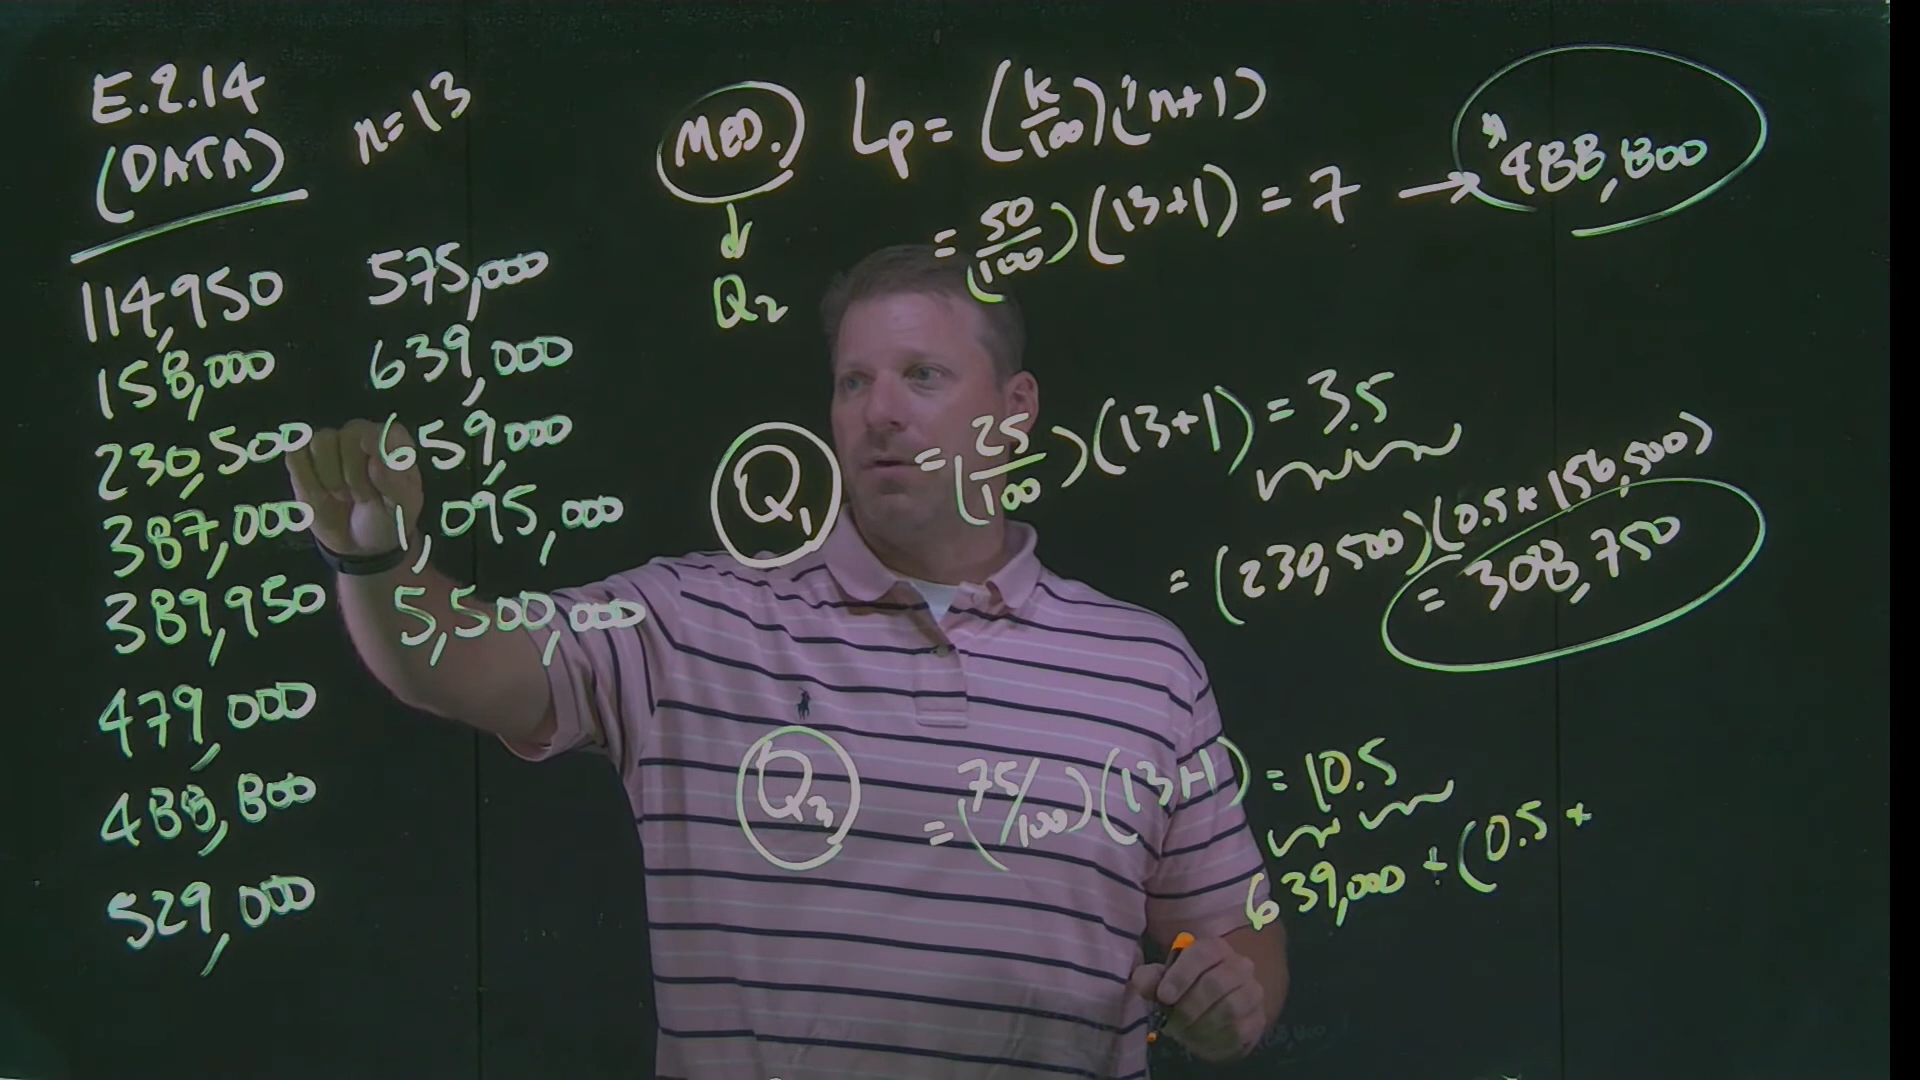 E.2.14
(DATA)
n=13
114,950
158,000
230,500
387,000
389,950
479,000
488,800
529,000
575,000
639,000
659,000
1,095,000
5,500,000
MED.
Q2
Lp = (k/100)(n+1)
= (50/100)(13+1) = 7 → $488,800
Q1 = (25/100)(13+1) = 3.5
= (230,500)(0.5*156,500)
= 308,750
Q3 = (75/100)(13+1) = 10.5
639,000 + (0.5 *